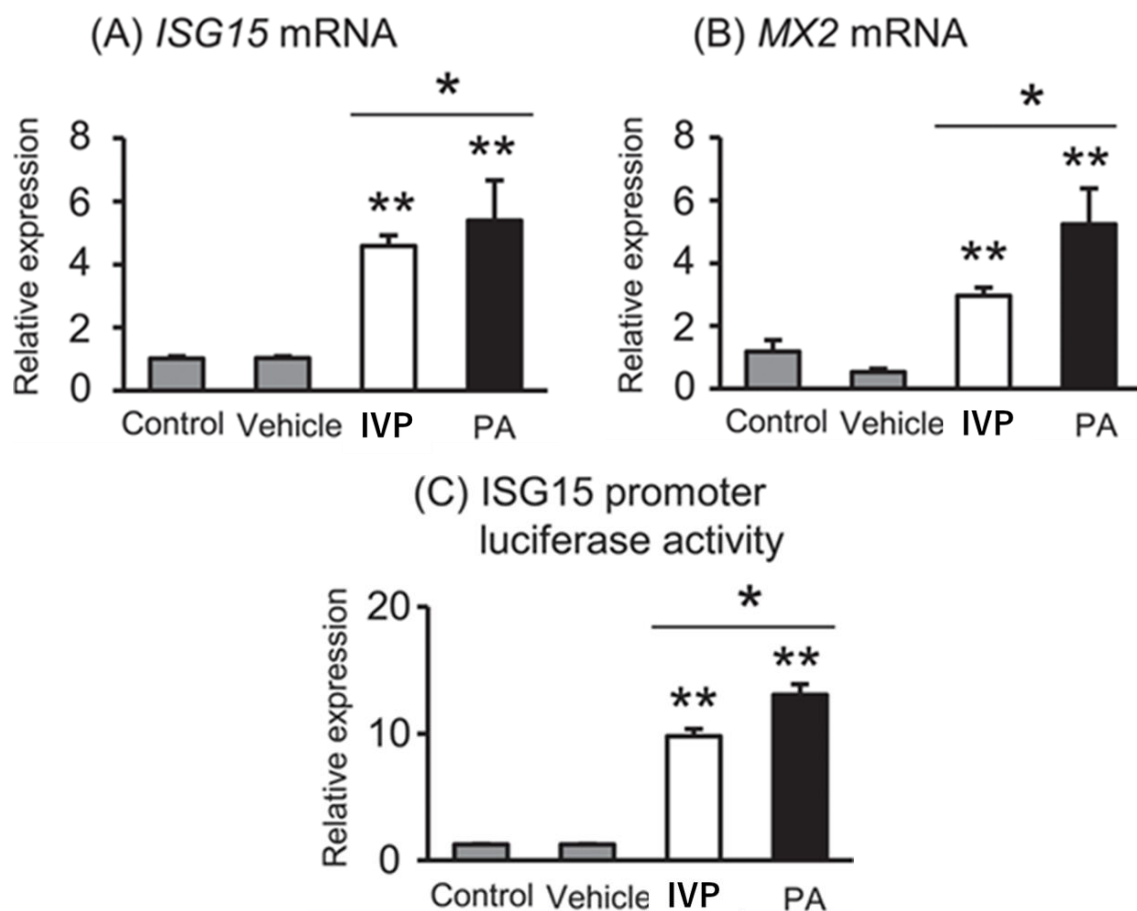 (A) ISG15 mRNA
*
**
**
Relative expression
8
6
4
2
0
Control Vehicle IVP PA
(B) MX2 mRNA
*
**
**
Relative expression
8
6
4
2
0
Control Vehicle IVP PA
(C) ISG15 promoter
luciferase activity
*
**
**
Relative expression
20
10
0
Control Vehicle IVP PA